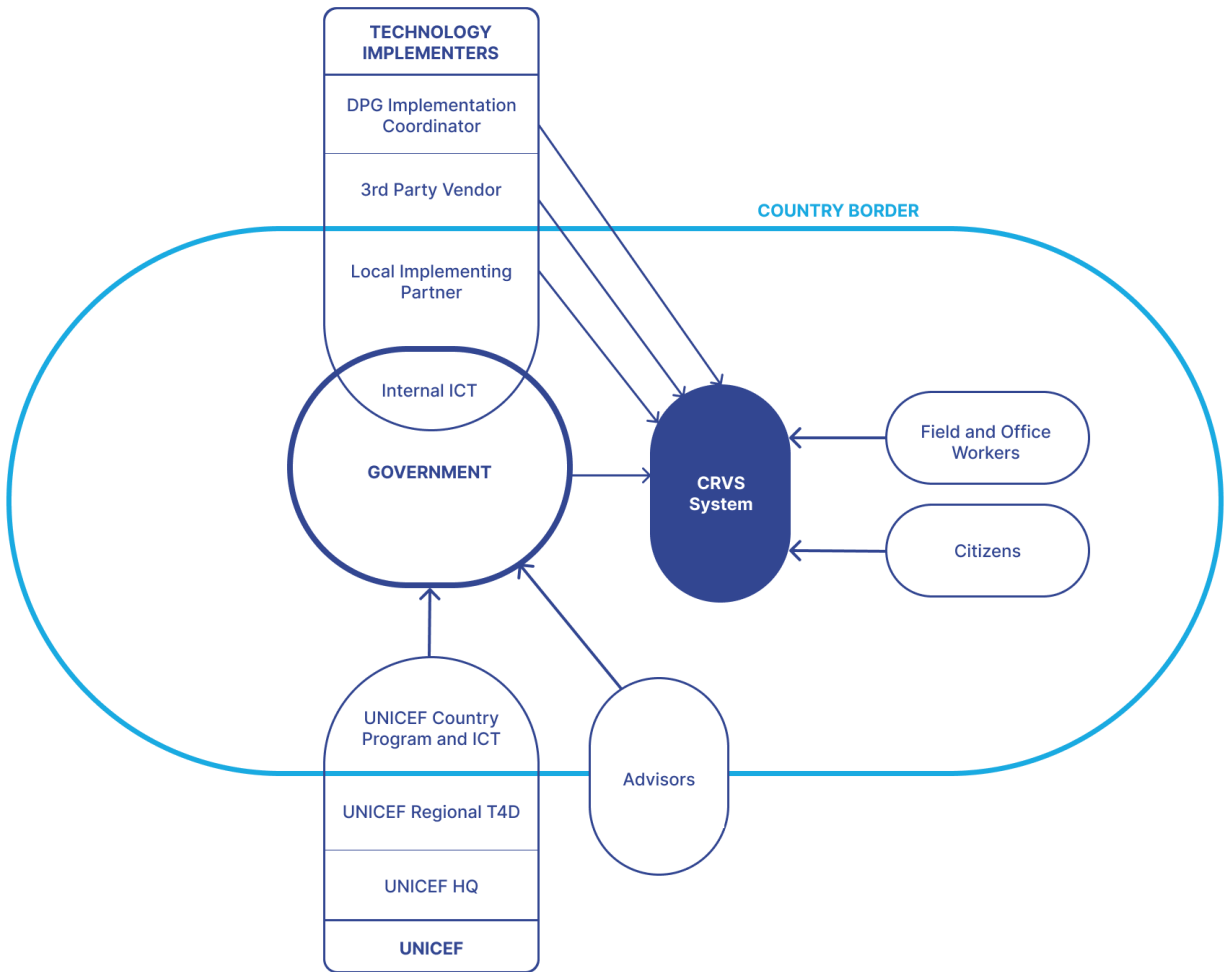 TECHNOLOGY
IMPLEMENTERS
DPG Implementation
Coordinator
3rd Party Vendor
COUNTRY BORDER
Local Implementing
Partner
Internal ICT
GOVERNMENT
CRVS
System
Field and Office
Workers
Citizens
UNICEF Country
Program and ICT
Advisors
UNICEF Regional T4D
UNICEF HQ
UNICEF